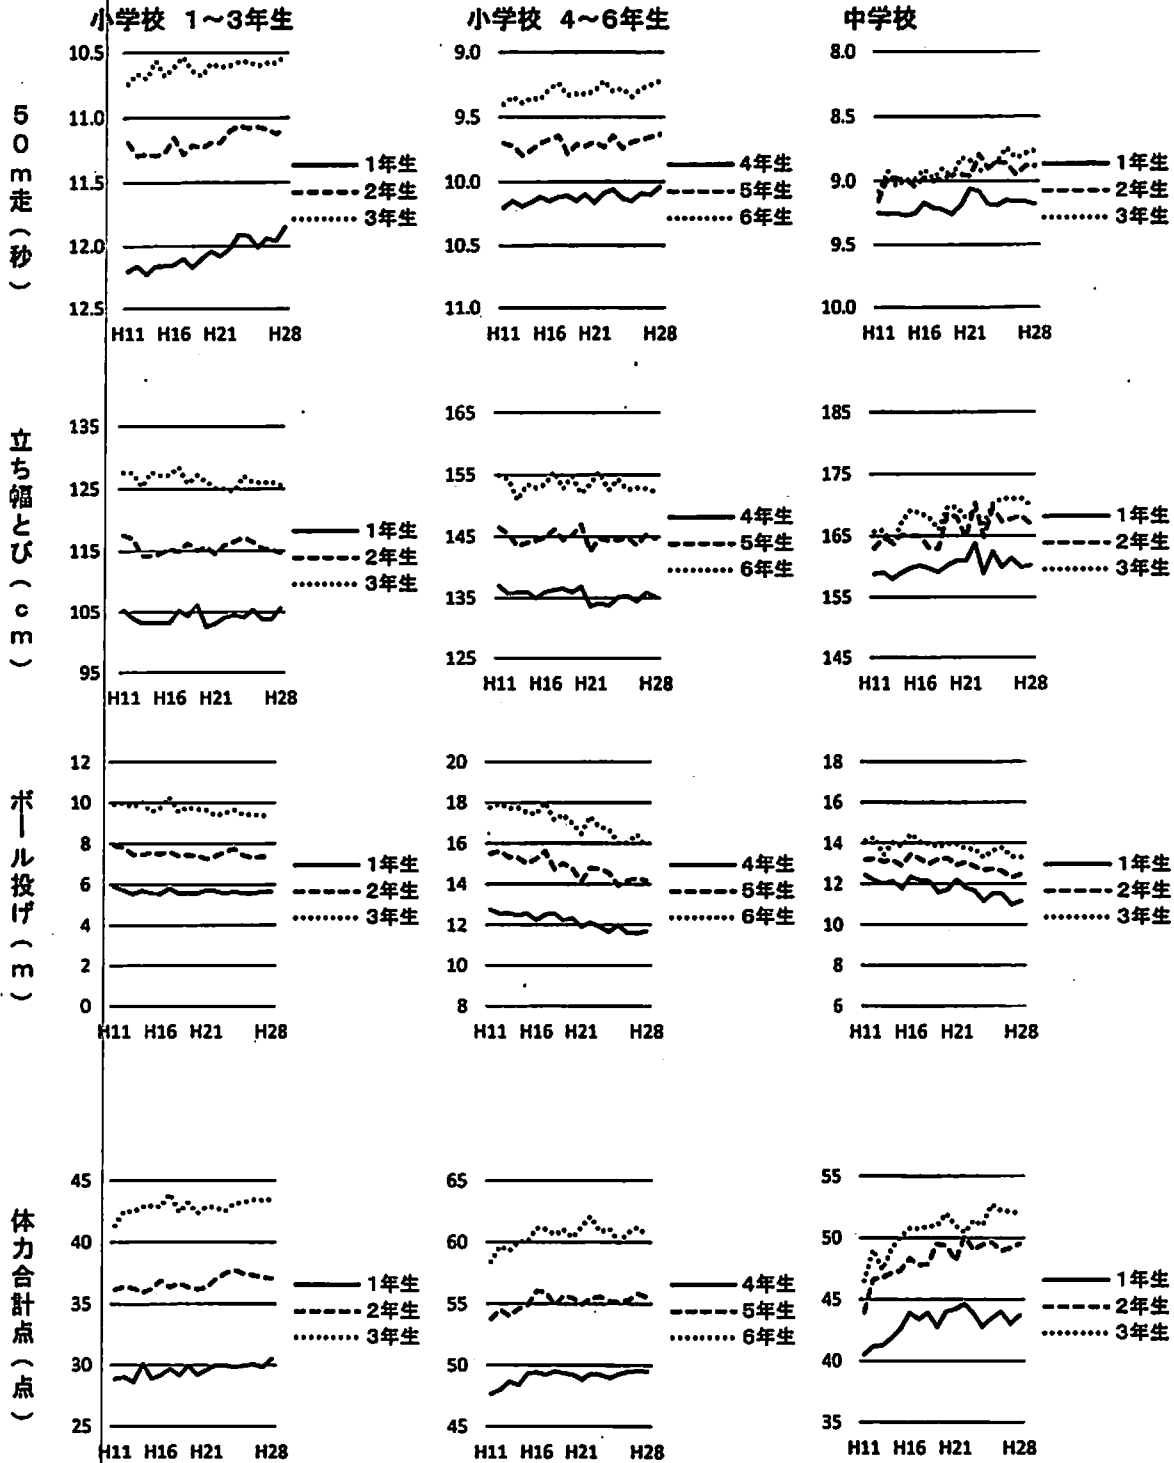 小学校 1〜3年生
小学校 4〜6年生
中学校
50m走(秒)
10.5
11.0
11.5
12.0
12.5
H11 H16 H21 H28
1年生
2年生
3年生
9.0
9.5
10.0
10.5
11.0
H11 H16 H21 H28
4年生
5年生
6年生
8.0
8.5
9.0
9.5
10.0
H11 H16 H21 H28
1年生
2年生
3年生
立ち幅とび(cm)
135
125
115
105
95
H11 H16 H21 H28
1年生
2年生
3年生
165
155
145
135
125
H11 H16 H21 H28
4年生
5年生
6年生
185
175
165
155
145
H11 H16 H21 H28
1年生
2年生
3年生
ボール投げ(m)
12
10
8
6
4
2
0
H11 H16 H21 H28
1年生
2年生
3年生
20
18
16
14
12
10
8
H11 H16 H21 H28
4年生
5年生
6年生
18
16
14
12
10
8
6
H11 H16 H21 H28
1年生
2年生
3年生
体力合計点(点)
45
40
35
30
25
H11 H16 H21 H28
1年生
2年生
3年生
65
60
55
50
45
H11 H16 H21 H28
4年生
5年生
6年生
55
50
45
40
35
H11 H16 H21 H28
1年生
2年生
3年生